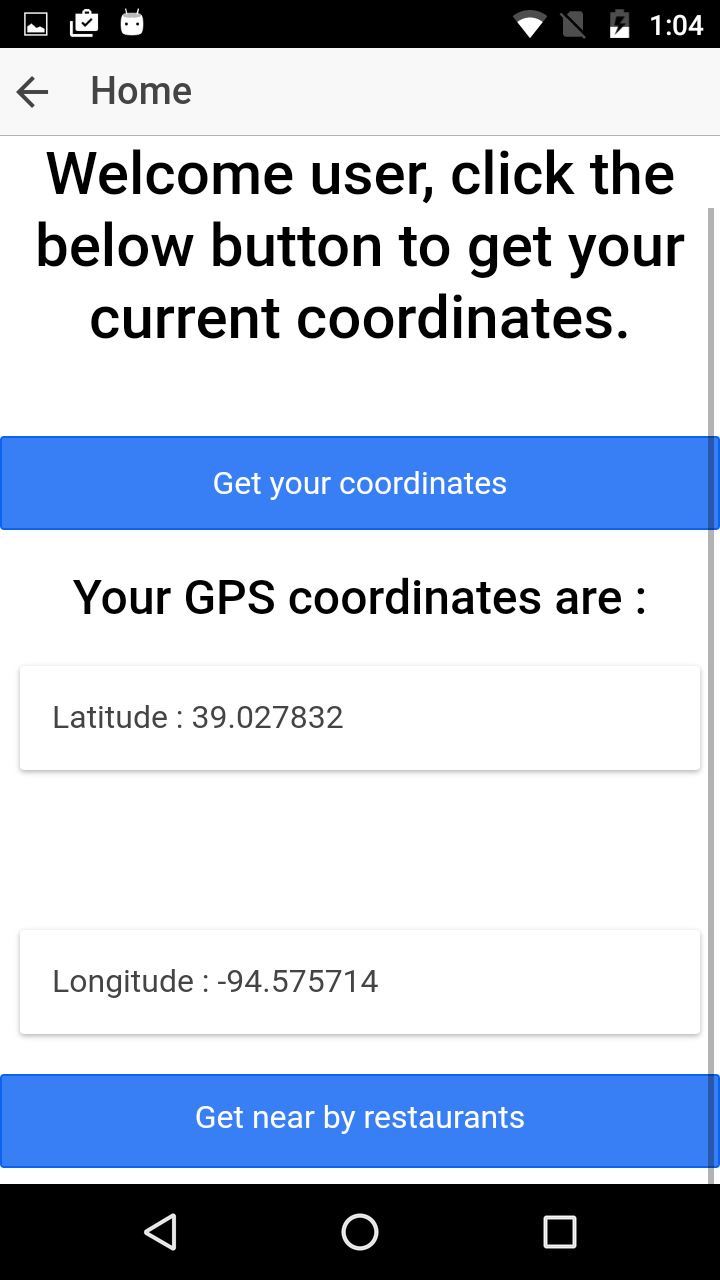 1:04
Home
Welcome user, click the
below button to get your
current coordinates.
Get your coordinates
Your GPS coordinates are :
Latitude : 39.027832
Longitude : -94.575714
Get near by restaurants